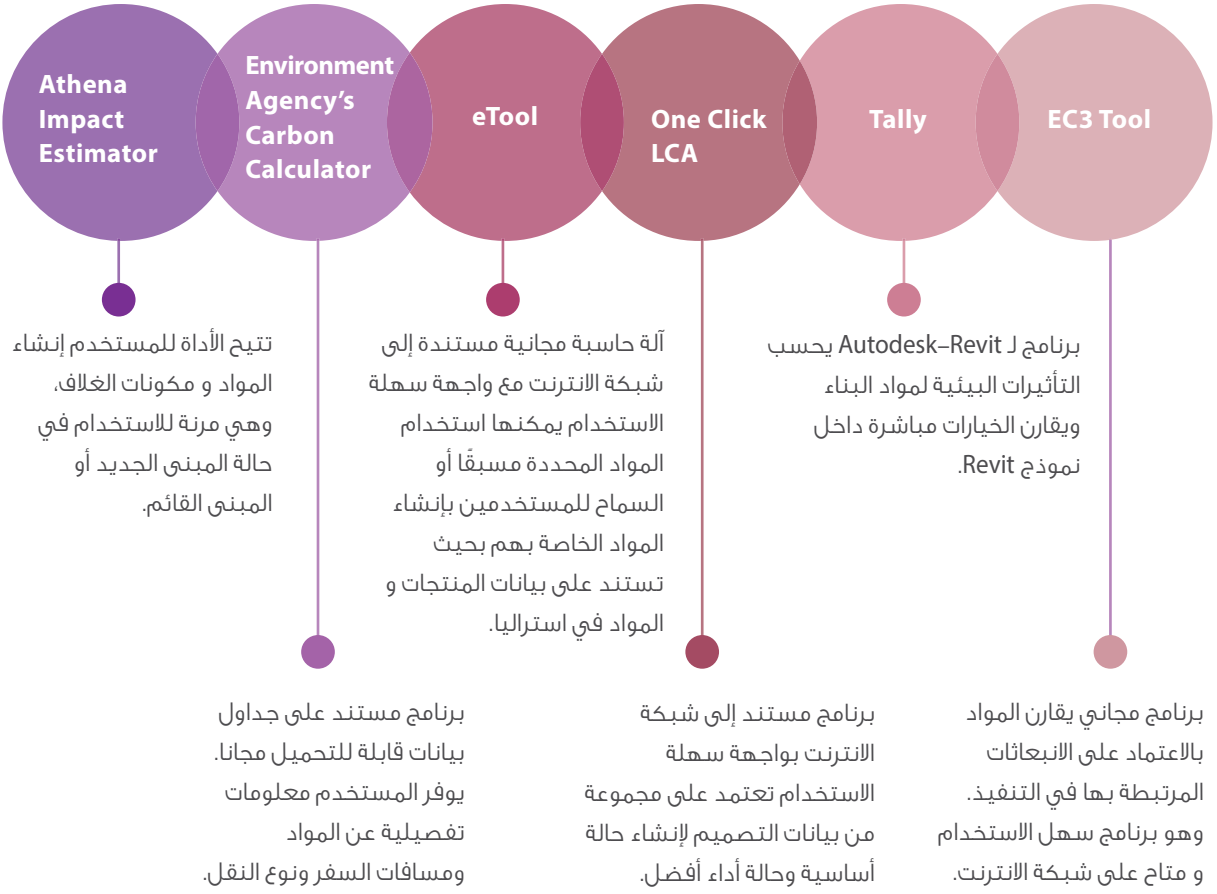 Athena
Impact
Estimator
Environment
Agency’s
Carbon
Calculator
eTool
One Click
LCA
Tally
EC3 Tool
تتيح الأداة للمستخدم إنشاء
المواد و مكونات الغلاف،
وهي مرنة للاستخدام في
حالة المبنى الجديد أو
المبنى القائم.
آلة حاسبة مجانية مستندة إلى
شبكة الانترنت مع واجهة سهلة
الاستخدام يمكنها استخدام
المواد المحددة مسبقًا أو
السماح للمستخدمين بإنشاء
المواد الخاصة بهم بحيث
تستند على بيانات المنتجات و
المواد في استراليا.
برنامج لـ Autodesk–Revit يحسب
التأثيرات البيئية لمواد البناء
ويقارن الخيارات مباشرة داخل
نموذج Revit.
برنامج مستند على جداول
بيانات قابلة للتحميل مجانا.
يوفر المستخدم معلومات
تفصيلية عن المواد
ومسافات السفر ونوع النقل.
برنامج مستند إلى شبكة
الانترنت بواجهة سهلة
الاستخدام تعتمد على مجموعة
من بيانات التصميم لإنشاء حالة
أساسية وحالة أداء أفضل.
برنامج مجاني يقارن المواد
بالاعتماد على الانبعاثات
المرتبطة بها في التنفيذ.
وهو برنامج سهل الاستخدام
و متاح على شبكة الانترنت.